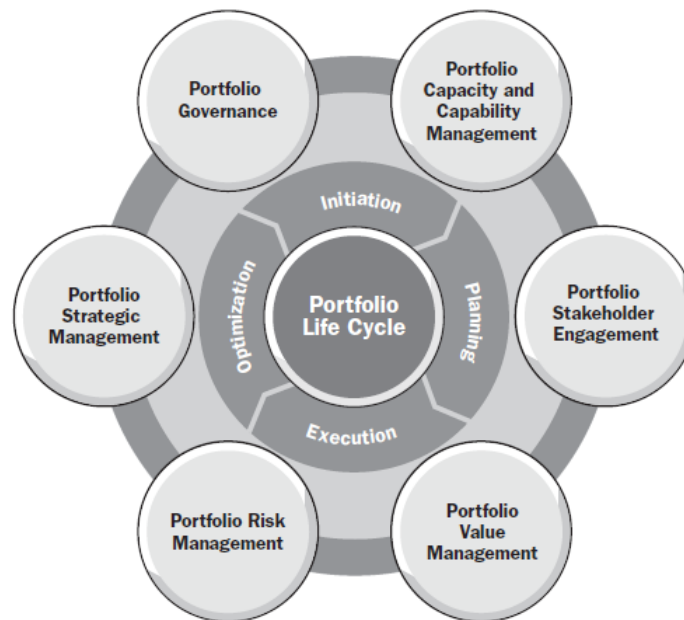 Portfolio
Governance
Portfolio
Capacity and
Capability
Management
Initiation
Portfolio
Strategic
Management
Optimization
Portfolio
Life Cycle
Planning
Portfolio
Stakeholder
Engagement
Execution
Portfolio Risk
Management
Portfolio
Value
Management